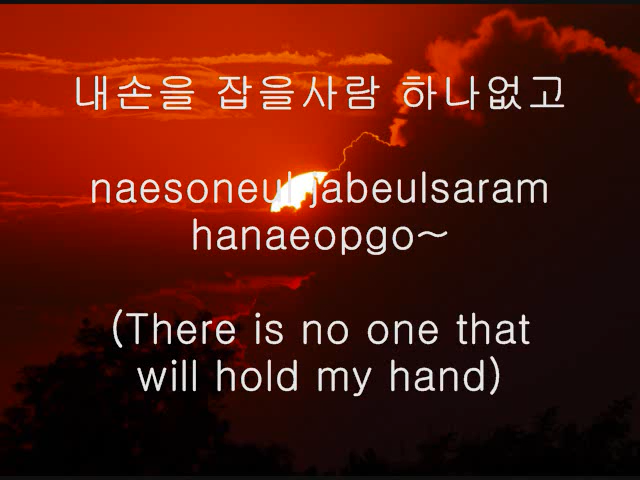 내손을 잡을사람 하나없고
naesoneul jabeulsaram
hanaeopgo~
(There is no one that
will hold my hand)